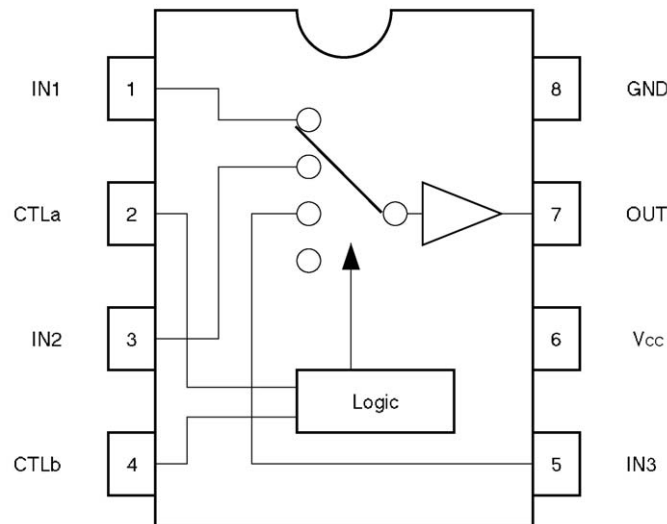 IN1 1 8 GND
CTLa 2 7 OUT
IN2 3 6 Vcc
Logic
CTLb 4 5 IN3